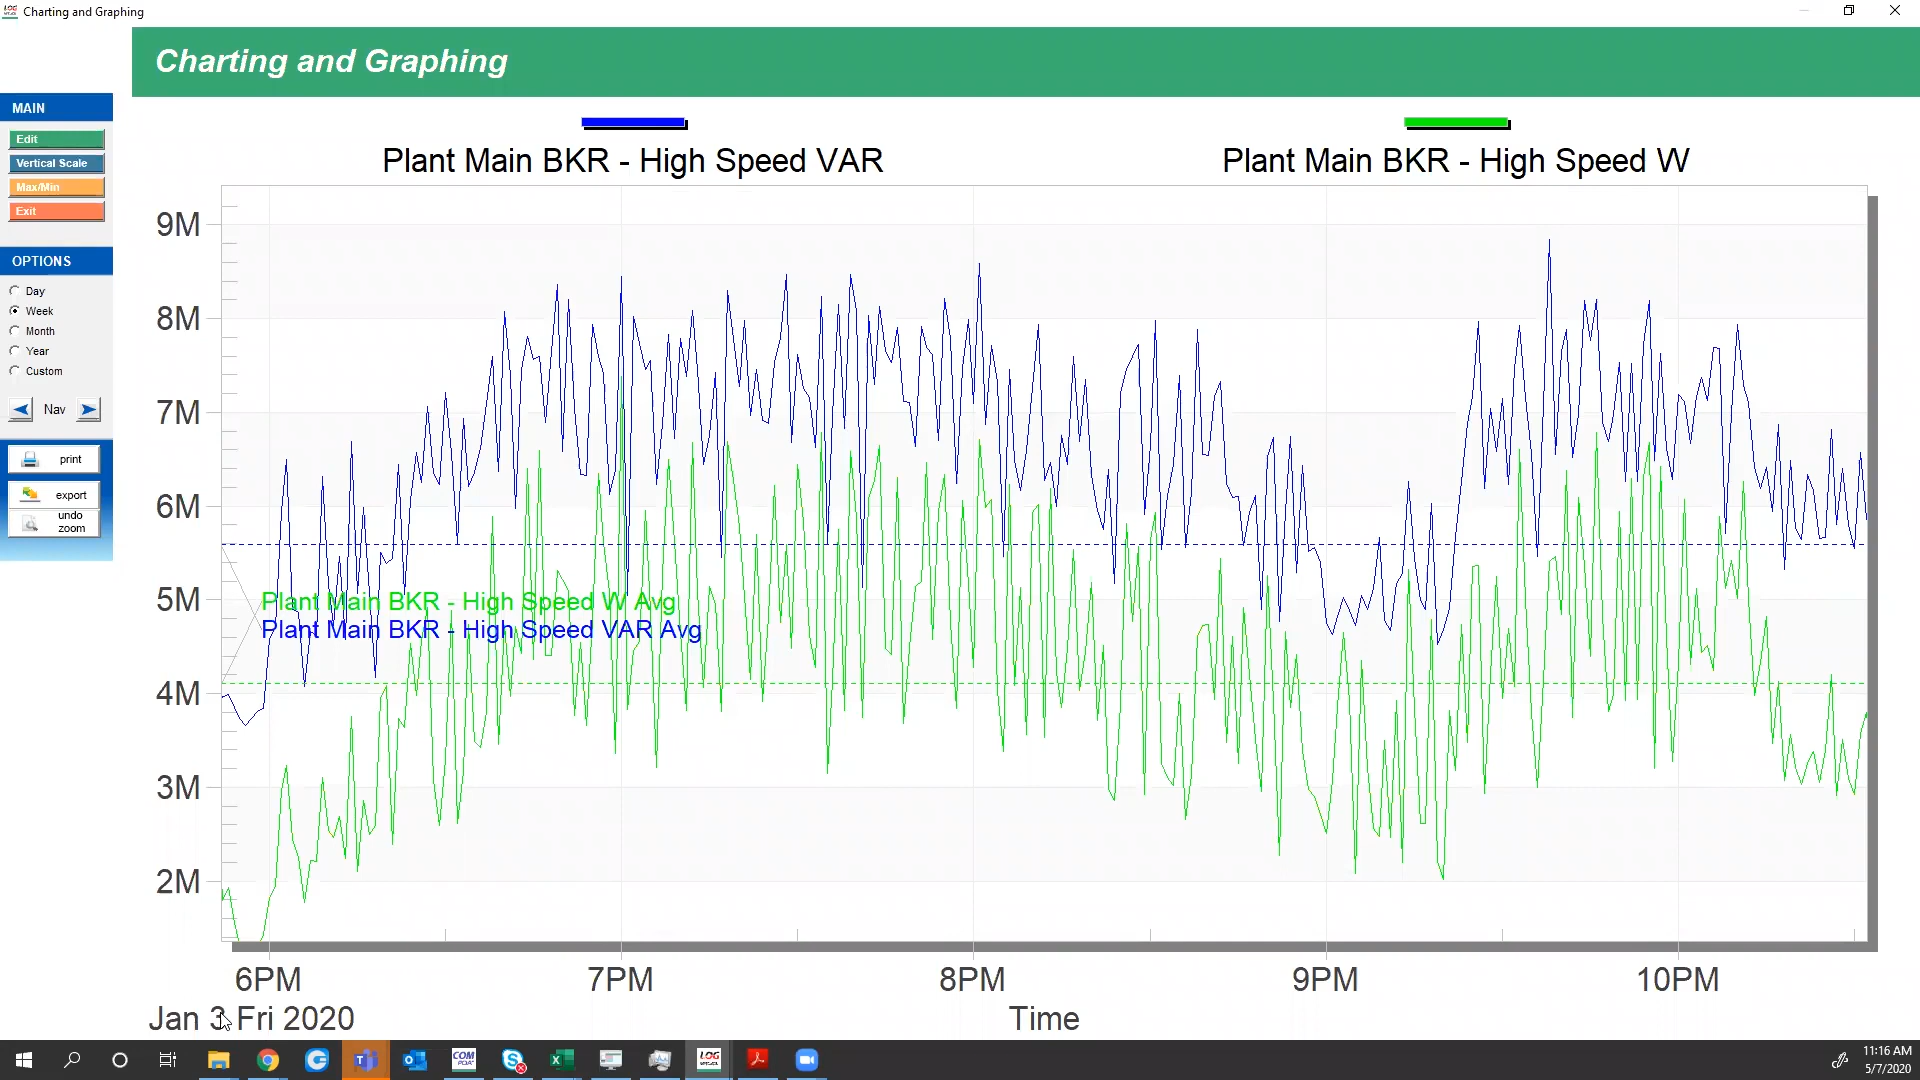 Charting and Graphing
Charting and Graphing
MAIN
Edit
Vertical Scale
Max/Min
Exit
OPTIONS
Day
Week
Month
Year
Custom
Nav
print
export
undo
zoom
Plant Main BKR - High Speed VAR
Plant Main BKR - High Speed W
9M
8M
7M
6M
5M
4M
3M
2M
Plant Main BKR - High Speed W Avg
Plant Main BKR - High Speed VAR Avg
6PM
7PM
8PM
9PM
10PM
Jan 3 Fri 2020
Time
COM
LOG
11:16 AM
5/7/2020